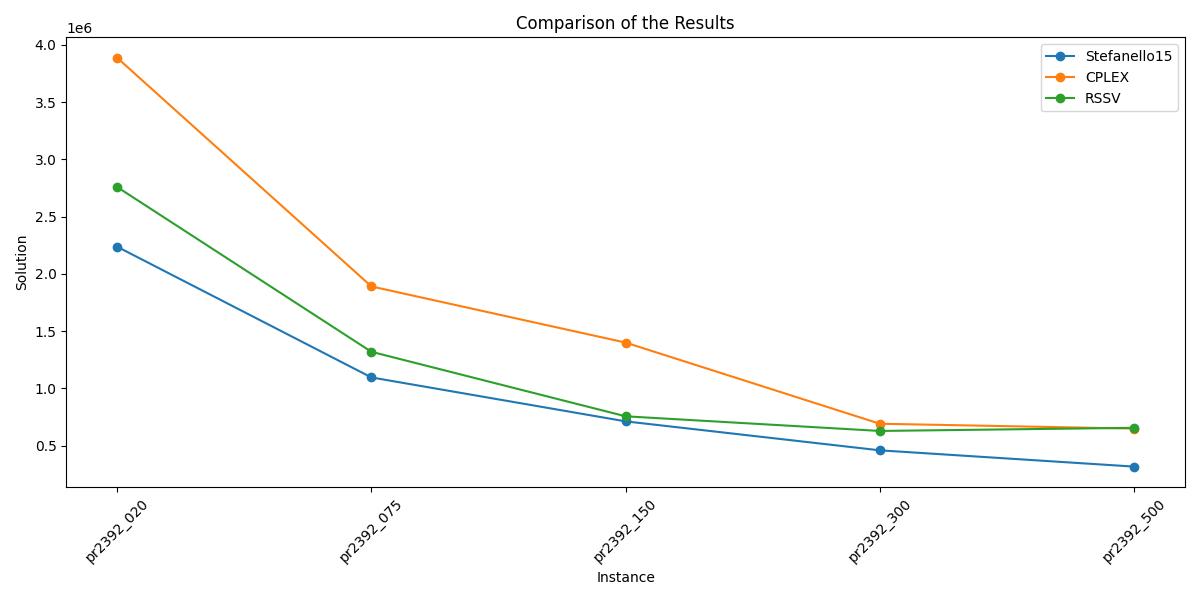 Comparison of the Results
1e6
Stefanello15
CPLEX
RSSV
4.0
3.5
3.0
2.5
2.0
1.5
1.0
0.5
Solution
pr2392_020
pr2392_075
pr2392_150
pr2392_300
pr2392_500
Instance